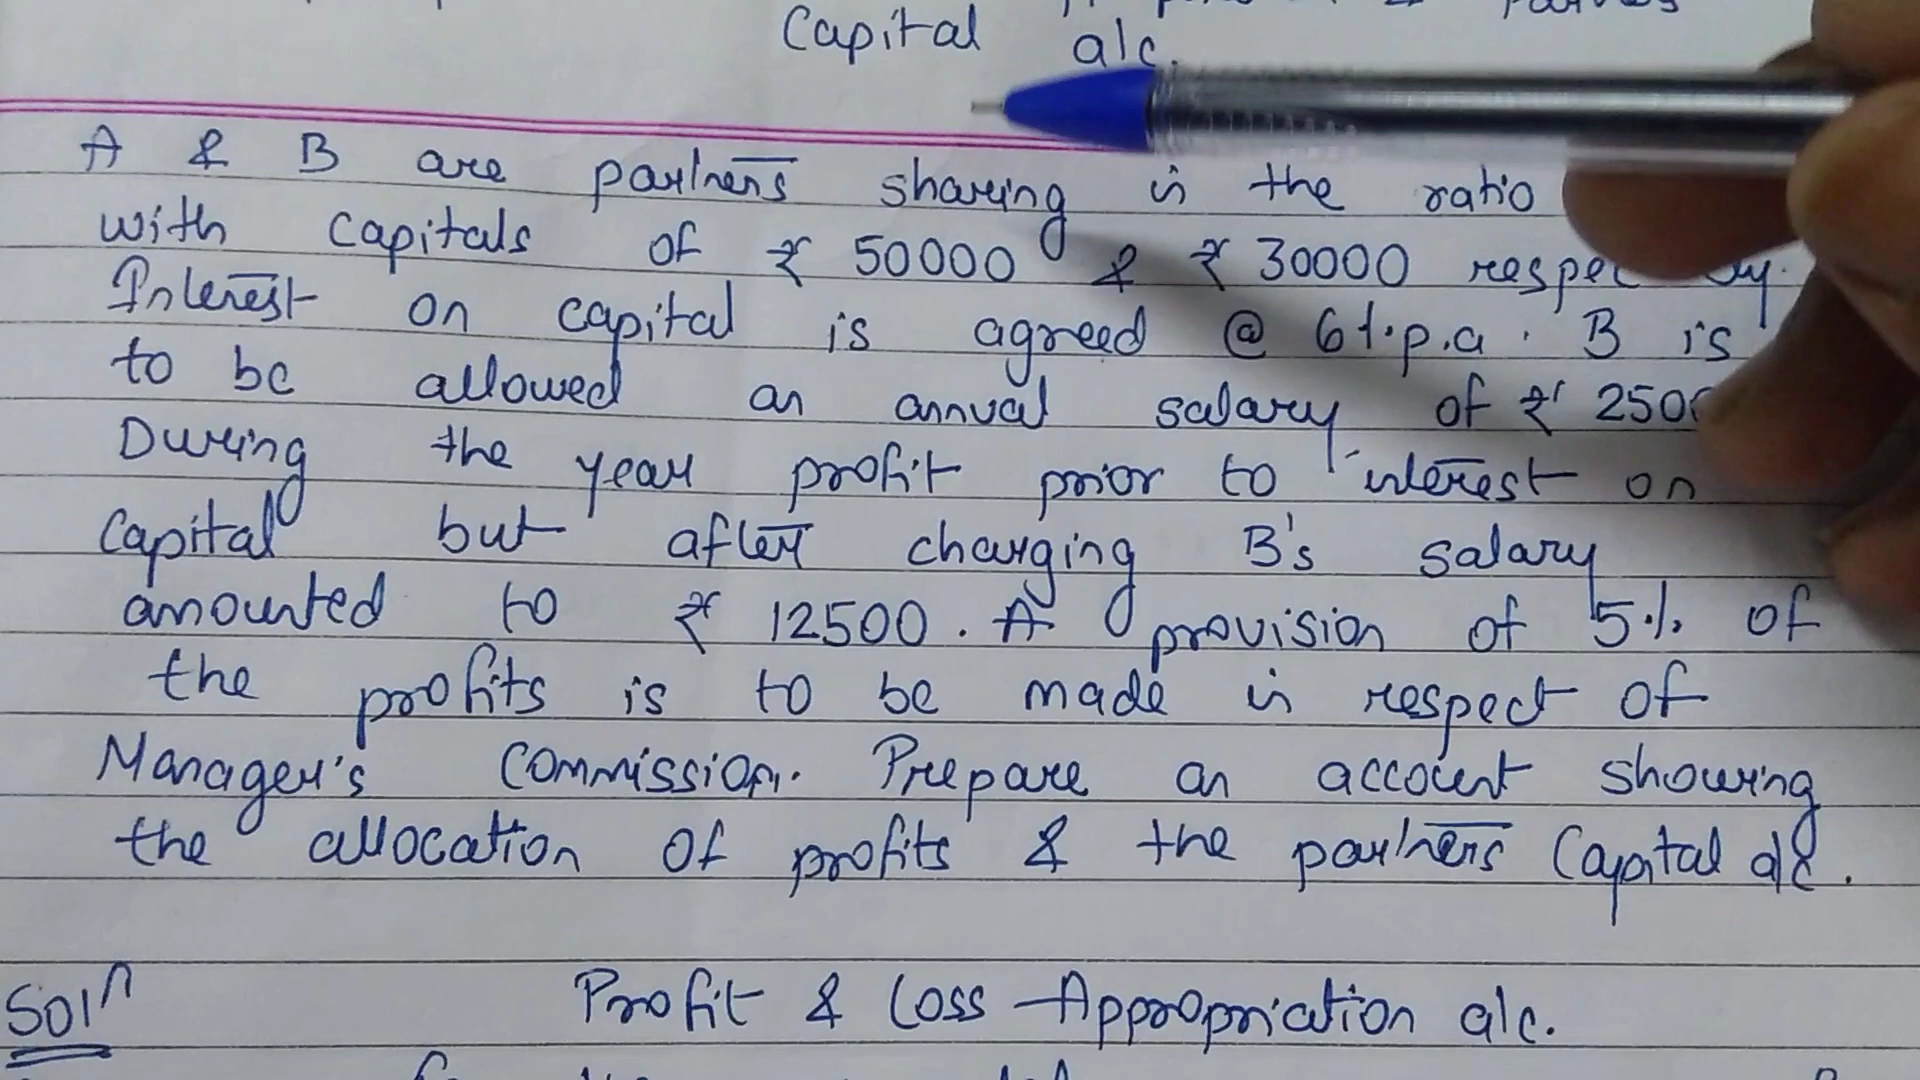 Capital a/c.
A & B are partners sharing in the ratio
with capitals of ₹ 50000 & ₹ 30000
Interest on capital is agreed @ 6%.p.a. B is
to be allowed an annual salary of ₹ 250
During the year profit prior to interest on
Capital but after charging B's salary
amounted to ₹ 12500. A provision of 5% of
the profits is to be made in respect of
Manager's Commission. Prepare an account showing
the allocation of profits & the partners Capital a/c.
Solⁿ Profit & Loss Appropriation a/c.